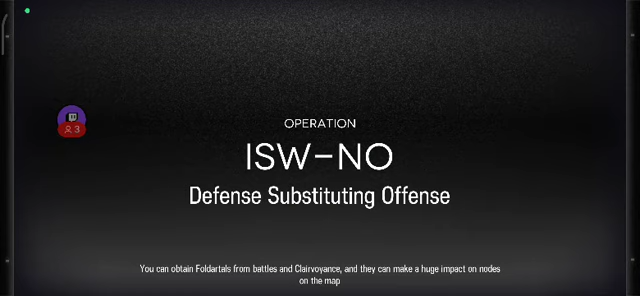 3
OPERATION
ISW-NO
Defense Substituting Offense
You can obtain Foldartals from battles and Clairvoyance, and they can make a huge impact on nodes
on the map